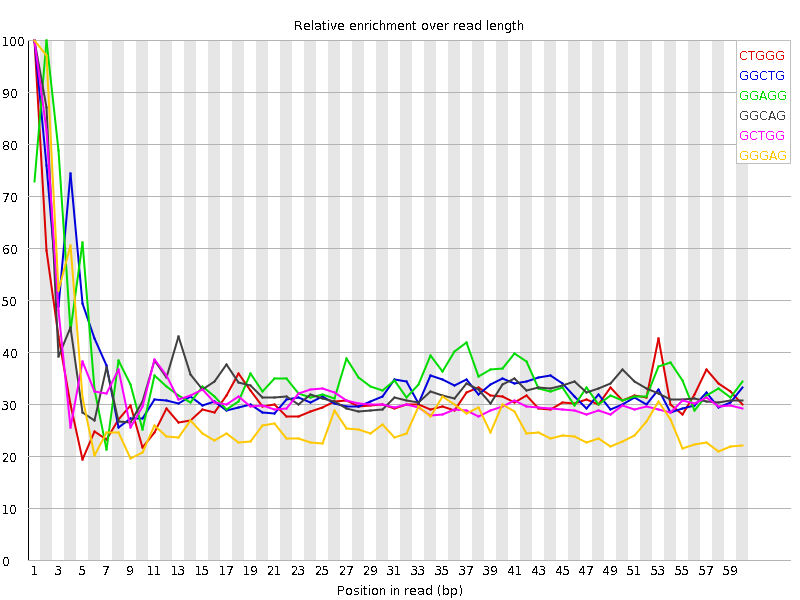 Relative enrichment over read length
100
90
80
70
60
50
40
30
20
10
0
CTGGG
GGCTG
GGAGG
GGCAG
GCTGG
GGGAG
1 3 5 7 9 11 13 15 17 19 21 23 25 27 29 31 33 35 37 39 41 43 45 47 49 51 53 55 57 59
Position in read (bp)